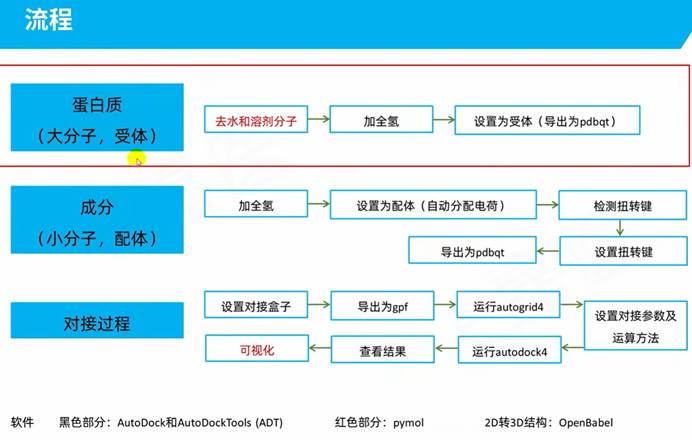 流程
蛋白质
（大分子，受体）
去水和溶剂分子
加全氢
设置为受体（导出为pdbqt）
成分
（小分子，配体）
加全氢
设置为配体（自动分配电荷）
检测扭转键
设置扭转键
导出为pdbqt
对接过程
设置对接盒子
导出为gpf
运行autogrid4
设置对接参数及
运算方法
运行autodock4
查看结果
可视化
软件 黑色部分：AutoDock和AutoDockTools (ADT) 红色部分：pymol 2D转3D结构：OpenBabel